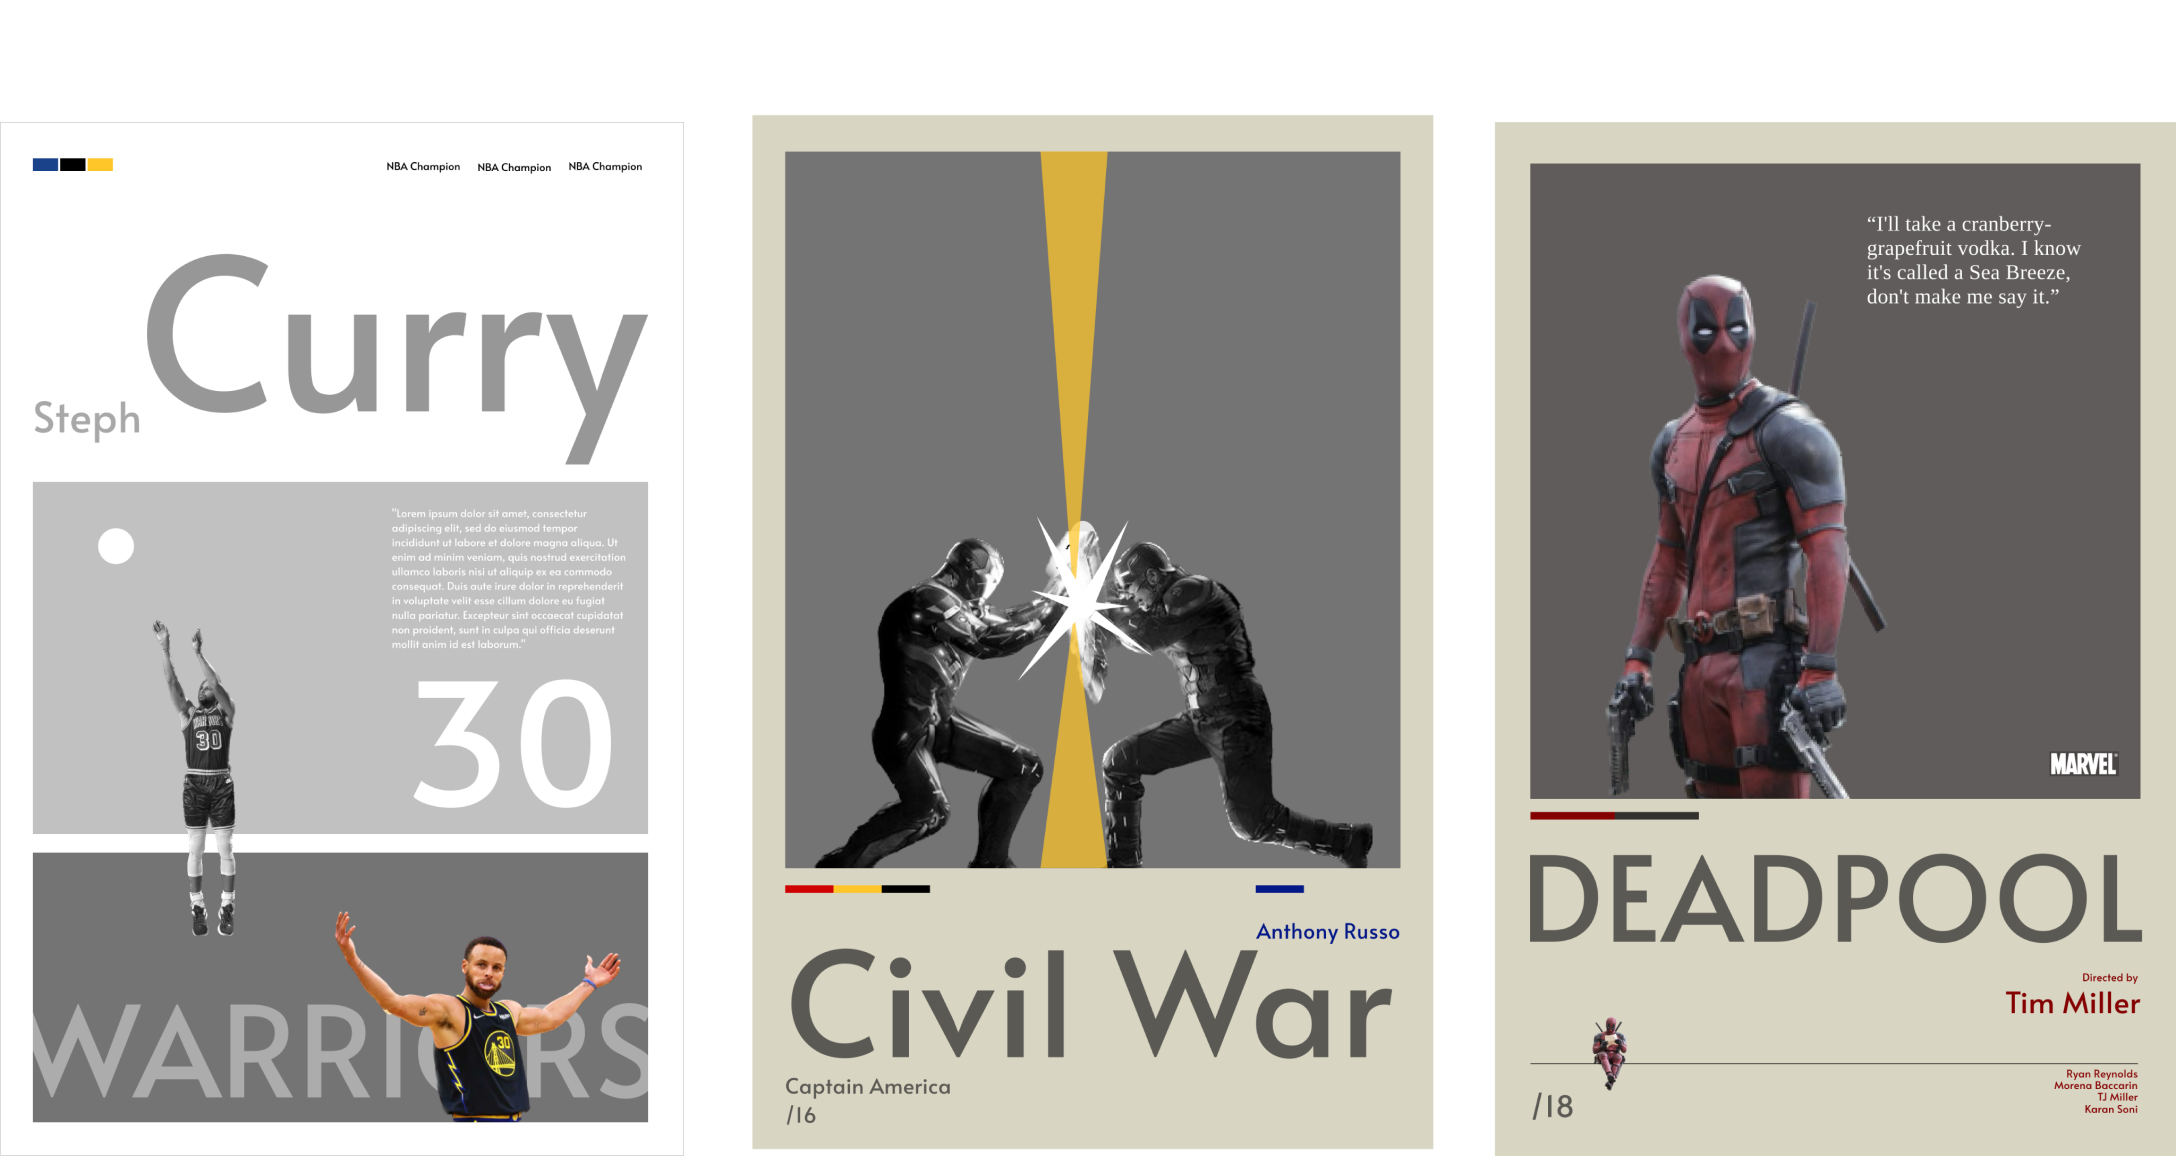 NBA Champion NBA Champion NBA Champion
Steph Curry
"Lorem ipsum dolor sit amet, consectetur
adipiscing elit, sed do eiusmod tempor
incididunt ut labore et dolore magna aliqua. Ut
enim ad minim veniam, quis nostrud exercitation
ullamco laboris nisi ut aliquip ex ea commodo
consequat. Duis aute irure dolor in reprehenderit
in voluptate velit esse cillum dolore eu fugiat
nulla pariatur. Excepteur sint occaecat cupidatat
non proident, sunt in culpa qui officia deserunt
mollit anim id est laborum."
30
30
WARRIORS
30
Anthony Russo
Civil War
Captain America
/16
“I'll take a cranberry-
grapefruit vodka. I know
it's called a Sea Breeze,
don't make me say it.”
MARVEL
DEADPOOL
Directed by
Tim Miller
Ryan Reynolds
Morena Baccarin
TJ Miller
Karan Soni
/18